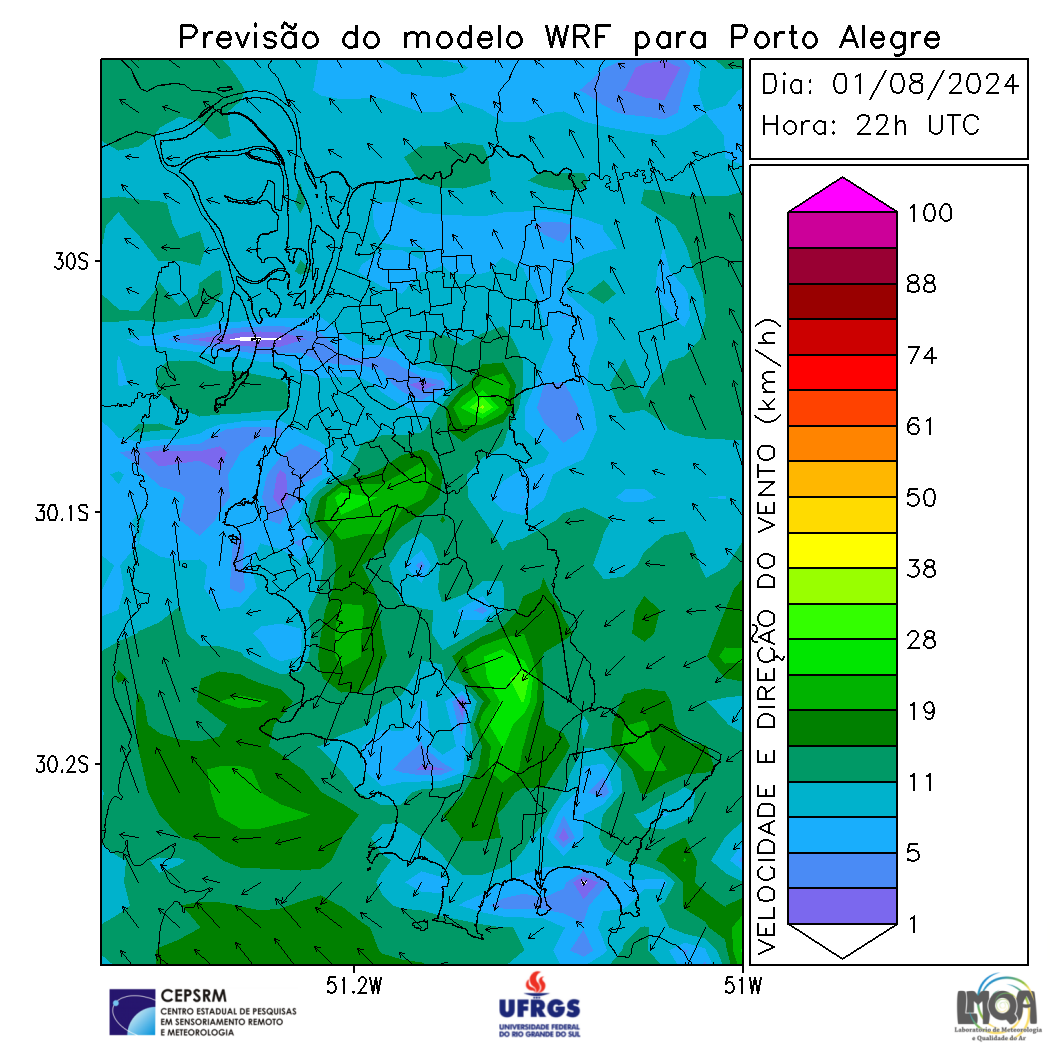 Previsão do modelo WRF para Porto Alegre
Dia: 01/08/2024
Hora: 22h UTC
30S
30.1S
30.2S
51.2W
51W
VELOCIDADE E DIREÇÃO DO VENTO (km/h)
100
88
74
61
50
38
28
19
11
5
1
CEPSRM
CENTRO ESTADUAL DE PESQUISAS
EM SENSORIAMENTO REMOTO
E METEOROLOGIA
UFRGS
UNIVERSIDADE FEDERAL
DO RIO GRANDE DO SUL
LMQA
Laboratório de Meteorologia
e Qualidade do Ar